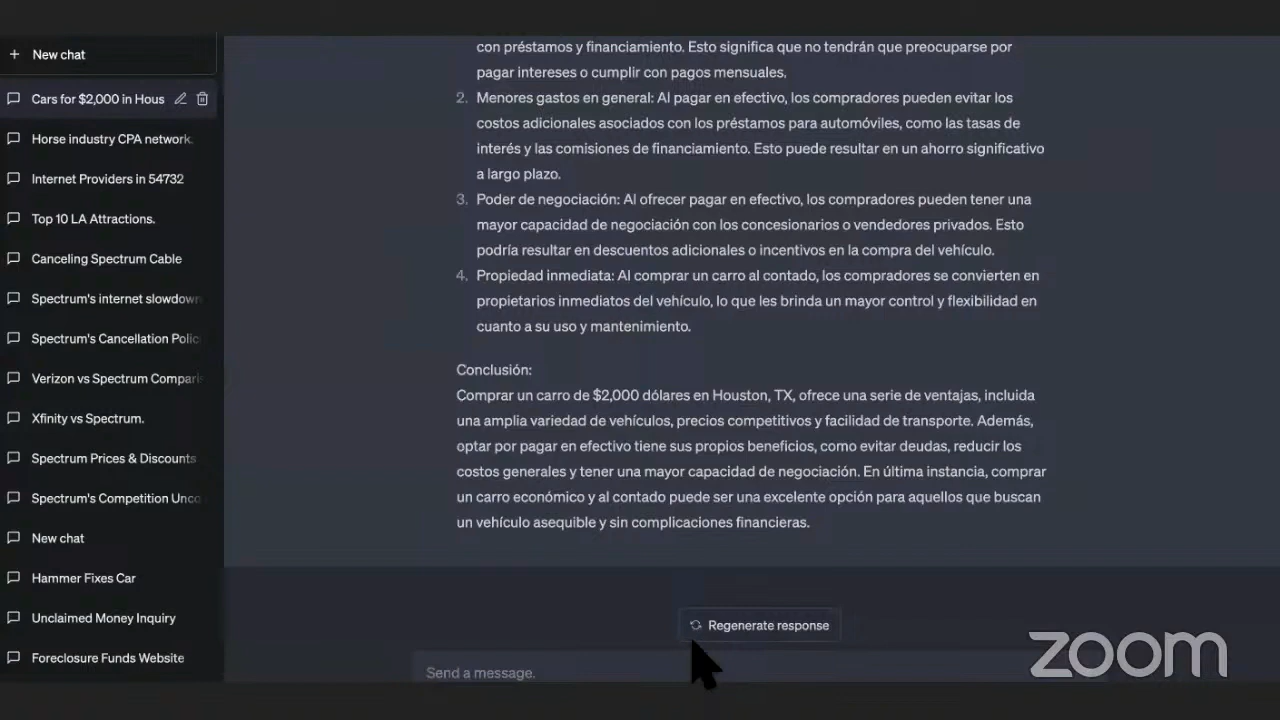 New chat
Cars for $2,000 in Hous
Horse industry CPA network.
Internet Providers in 54732
Top 10 LA Attractions.
Canceling Spectrum Cable
Spectrum's internet slowdown
Spectrum's Cancellation Polic
Verizon vs Spectrum Comparis
Xfinity vs Spectrum.
Spectrum Prices & Discounts
Spectrum's Competition Unco
New chat
Hammer Fixes Car
Unclaimed Money Inquiry
Foreclosure Funds Website
con préstamos y financiamiento. Esto significa que no tendrán que preocuparse por
pagar intereses o cumplir con pagos mensuales.
2. Menores gastos en general: Al pagar en efectivo, los compradores pueden evitar los
costos adicionales asociados con los préstamos para automóviles, como las tasas de
interés y las comisiones de financiamiento. Esto puede resultar en un ahorro significativo
a largo plazo.
3. Poder de negociación: Al ofrecer pagar en efectivo, los compradores pueden tener una
mayor capacidad de negociación con los concesionarios o vendedores privados. Esto
podría resultar en descuentos adicionales o incentivos en la compra del vehículo.
4. Propiedad inmediata: Al comprar un carro al contado, los compradores se convierten en
propietarios inmediatos del vehículo, lo que les brinda un mayor control y flexibilidad en
cuanto a su uso y mantenimiento.
Conclusión:
Comprar un carro de $2,000 dólares en Houston, TX, ofrece una serie de ventajas, incluida
una amplia variedad de vehículos, precios competitivos y facilidad de transporte. Además,
optar por pagar en efectivo tiene sus propios beneficios, como evitar deudas, reducir los
costos generales y tener una mayor capacidad de negociación. En última instancia, comprar
un carro económico y al contado puede ser una excelente opción para aquellos que buscan
un vehículo asequible y sin complicaciones financieras.
Regenerate response
Send a message.
zoom